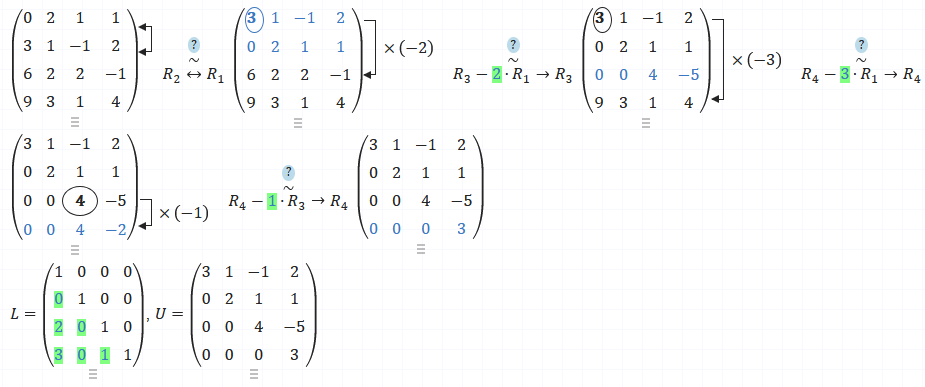 0 2 1 1
3 1 −1 2
6 2 2 −1
9 3 1 4
?
~
R₂ ↔ R₁
3 1 −1 2
0 2 1 1
6 2 2 −1
9 3 1 4
×(−2)
?
~
R₃ − 2 · R₁ → R₃
3 1 −1 2
0 2 1 1
0 0 4 −5
9 3 1 4
×(−3)
?
~
R₄ − 3 · R₁ → R₄
3 1 −1 2
0 2 1 1
0 0 4 −5
0 0 4 −2
×(−1)
?
~
R₄ − 1 · R₃ → R₄
3 1 −1 2
0 2 1 1
0 0 4 −5
0 0 0 3
L =
1 0 0 0
0 1 0 0
2 0 1 0
3 0 1 1
, U =
3 1 −1 2
0 2 1 1
0 0 4 −5
0 0 0 3